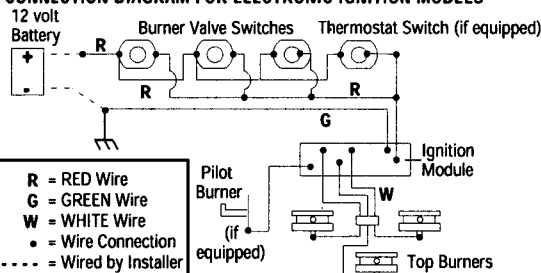 CONNECTION DIAGRAM FOR ELECTRONIC IGNITION MODELS
12 volt
Battery
Burner Valve Switches
Thermostat Switch (if equipped)
R
+
-
R
R
G
Ignition
Module
Pilot
Burner
W
(if
equipped)
Top Burners
R = RED Wire
G = GREEN Wire
W = WHITE Wire
• = Wire Connection
- - - - = Wired by Installer